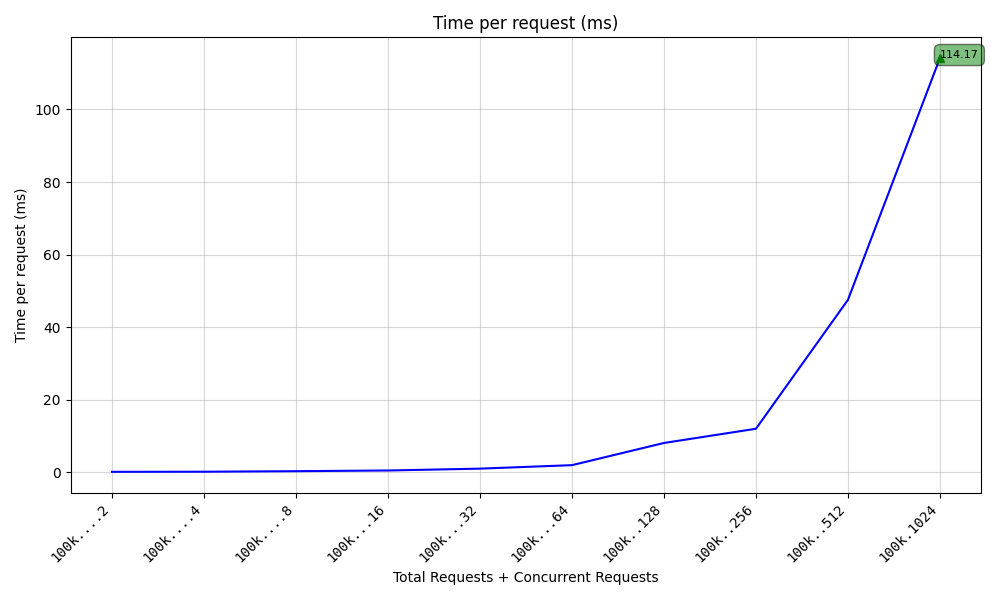 Time per request (ms)
114.17
Time per request (ms)
100
80
60
40
20
0
100k....2
100k....4
100k....8
100k...16
100k...32
100k...64
100k..128
100k..256
100k..512
100k.1024
Total Requests + Concurrent Requests